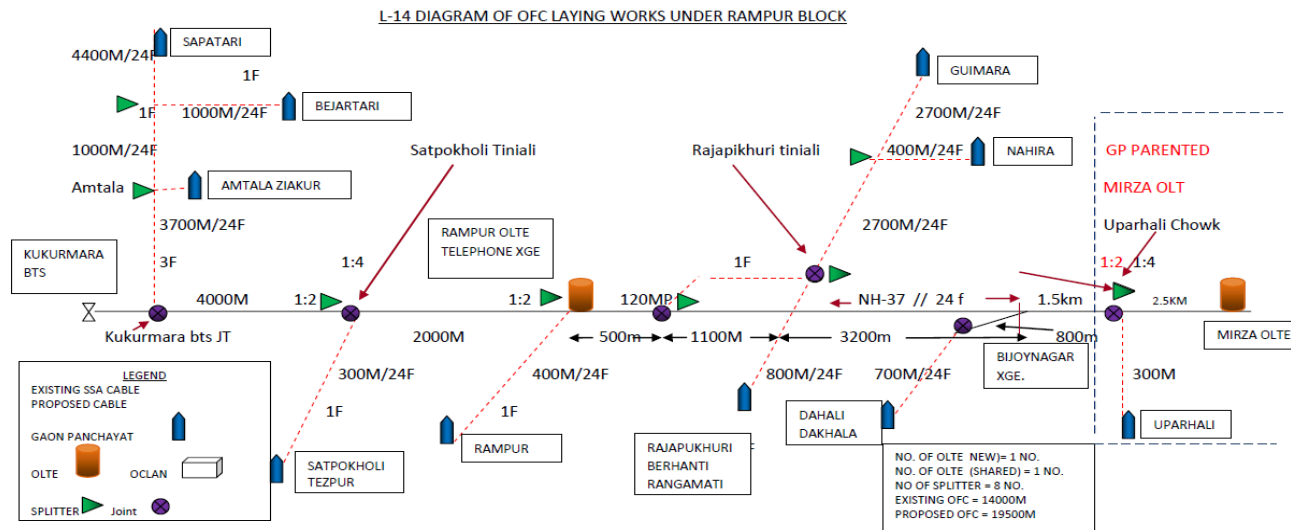 L-14 DIAGRAM OF OFC LAYING WORKS UNDER RAMPUR BLOCK
SAPATARI
4400M/24F
1F
BEJARTARI
1F
1000M/24F
1000M/24F
Amtala
AMTALA ZIAKUR
3700M/24F
3F
KUKURMARA
BTS
4000M
Kukurmara bts JT
Satpokholi Tiniali
1:2
1:4
2000M
300M/24F
1F
SATPOKHOLI
TEZPUR
RAMPUR OLTE
TELEPHONE XGE
1:2
400M/24F
1F
RAMPUR
120MP
500m
1100M
1F
Rajapikhuri tiniali
GUIMARA
2700M/24F
400M/24F
NAHIRA
2700M/24F
NH-37 // 24 f
1.5km
3200m
800m
800M/24F
RAJAPUKHURI
BERHANTI
RANGAMATI
700M/24F
DAHALI
DAKHALA
BIJOYNAGAR
XGE.
GP PARENTED
MIRZA OLT
Uparhali Chowk
1:2
1:4
2.5KM
MIRZA OLTE
300M
UPARHALI
LEGEND
EXISTING SSA CABLE
PROPOSED CABLE
GAON PANCHAYAT
OLTE
OCLAN
SPLITTER
Joint
NO. OF OLTE NEW)= 1 NO.
NO. OF OLTE (SHARED) = 1 NO.
NO OF SPLITTER = 8 NO.
EXISTING OFC = 14000M
PROPOSED OFC = 19500M